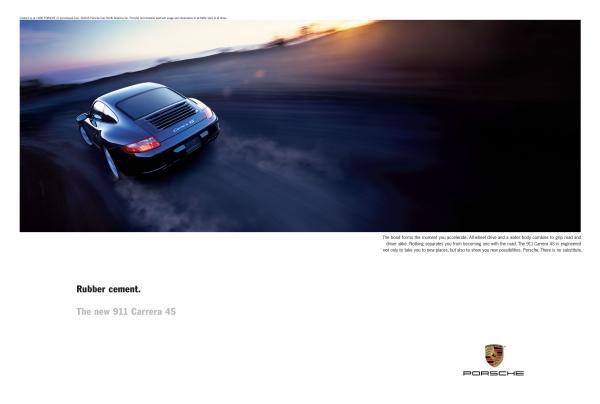 Carrera 4S
The bond forms the moment you accelerate. All-wheel drive and a wider body combine to grip road and
driver alike. Nothing separates you from becoming one with the road. The 911 Carrera 4S is engineered
not only to take you to new places, but also to show you new possibilities. Porsche. There is no substitute.
Rubber cement.
The new 911 Carrera 4S
PORSCHE